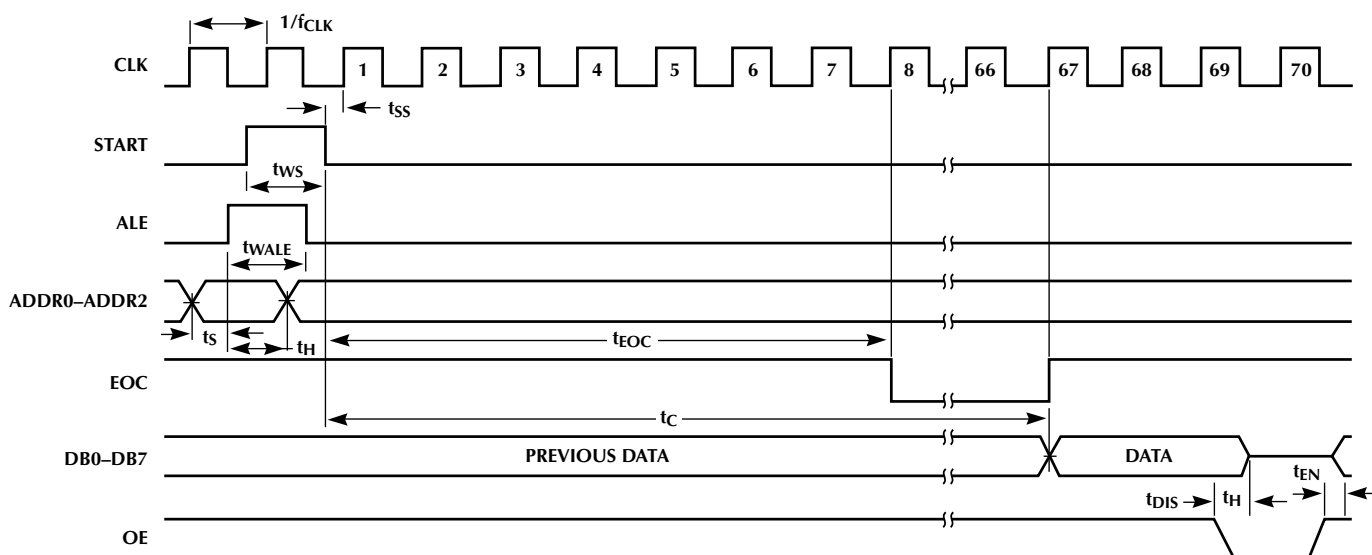 1/fCLK
CLK
1 2 3 4 5 6 7 8 66 67 68 69 70
tSS
START
tWS
ALE
tWALE
ADDR0–ADDR2
tS
tH
tEOC
EOC
tC
DB0–DB7
PREVIOUS DATA
DATA
tEN
tDIS
tH
OE